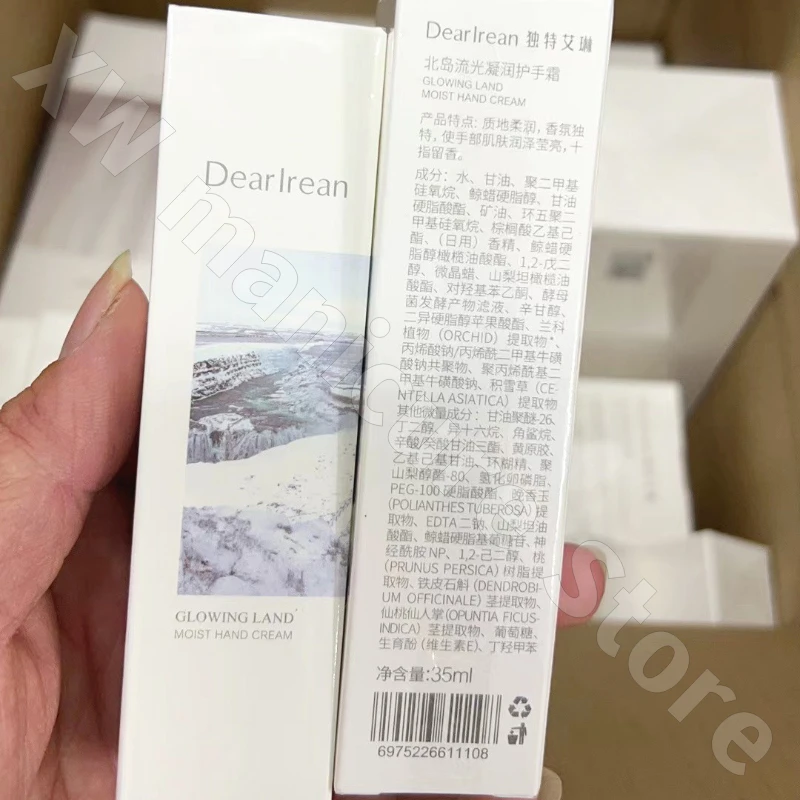 DearIrean
GLOWING LAND
MOIST HAND CREAM
DearIrean 独特艾琳
北岛流光凝润护手霜
GLOWING LAND
MOIST HAND CREAM
产品特点: 质地柔润, 香氛独
特, 使手部肌肤润泽莹亮, 十
指留香。
成分: 水、甘油、聚二甲基
硅氧烷、鲸蜡硬脂醇、甘油
硬脂酸酯、矿油、环五聚二
甲基硅氧烷、棕榈酸乙基己
酯、(日用) 香精、鲸蜡硬
脂醇橄榄油酸酯、1,2-戊二
醇、微晶蜡、山梨坦橄榄油
酸酯、对羟基苯乙酮、酵母
菌发酵产物滤液、辛甘醇、
二异硬脂醇苹果酸酯、兰科
植物 (ORCHID) 提取物*、
丙烯酸钠/丙烯酰二甲基牛磺
酸钠共聚物、聚丙烯酰基二
甲基牛磺酸钠、积雪草 (CE-
NTELLA ASIATICA) 提取物
其他微量成分: 甘油聚醚-26、
丁二醇、异十六烷、角鲨烷、
辛酸/癸酸甘油三酯、黄原胶、
乙基己基甘油、环糊精、聚
山梨醇酯-80、氢化卵磷脂、
PEG-100 硬脂酸酯、晚香玉
(POLIANTHES TUBEROSA) 提
取物、EDTA 二钠、山梨坦油
酸酯、鲸蜡硬脂基葡糖苷、神
经酰胺 NP、1,2-己二醇、桃
(PRUNUS PERSICA) 树脂提
取物、铁皮石斛 (DENDROBI-
UM OFFICINALE) 茎提取物、
仙桃仙人掌(OPUNTIA FICUS-
INDICA) 茎提取物、葡萄糖、
生育酚 (维生素E)、丁羟甲苯
净含量:35ml
6975226611108
XW manicure Store